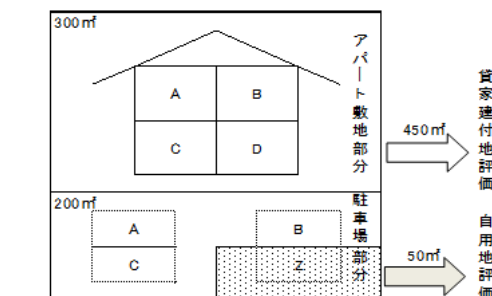 300㎡
アパート敷地部分
A
B
C
D
450㎡
貸家建付地評価
200㎡
駐車場部分
A
B
C
Z
50㎡
自用地評価